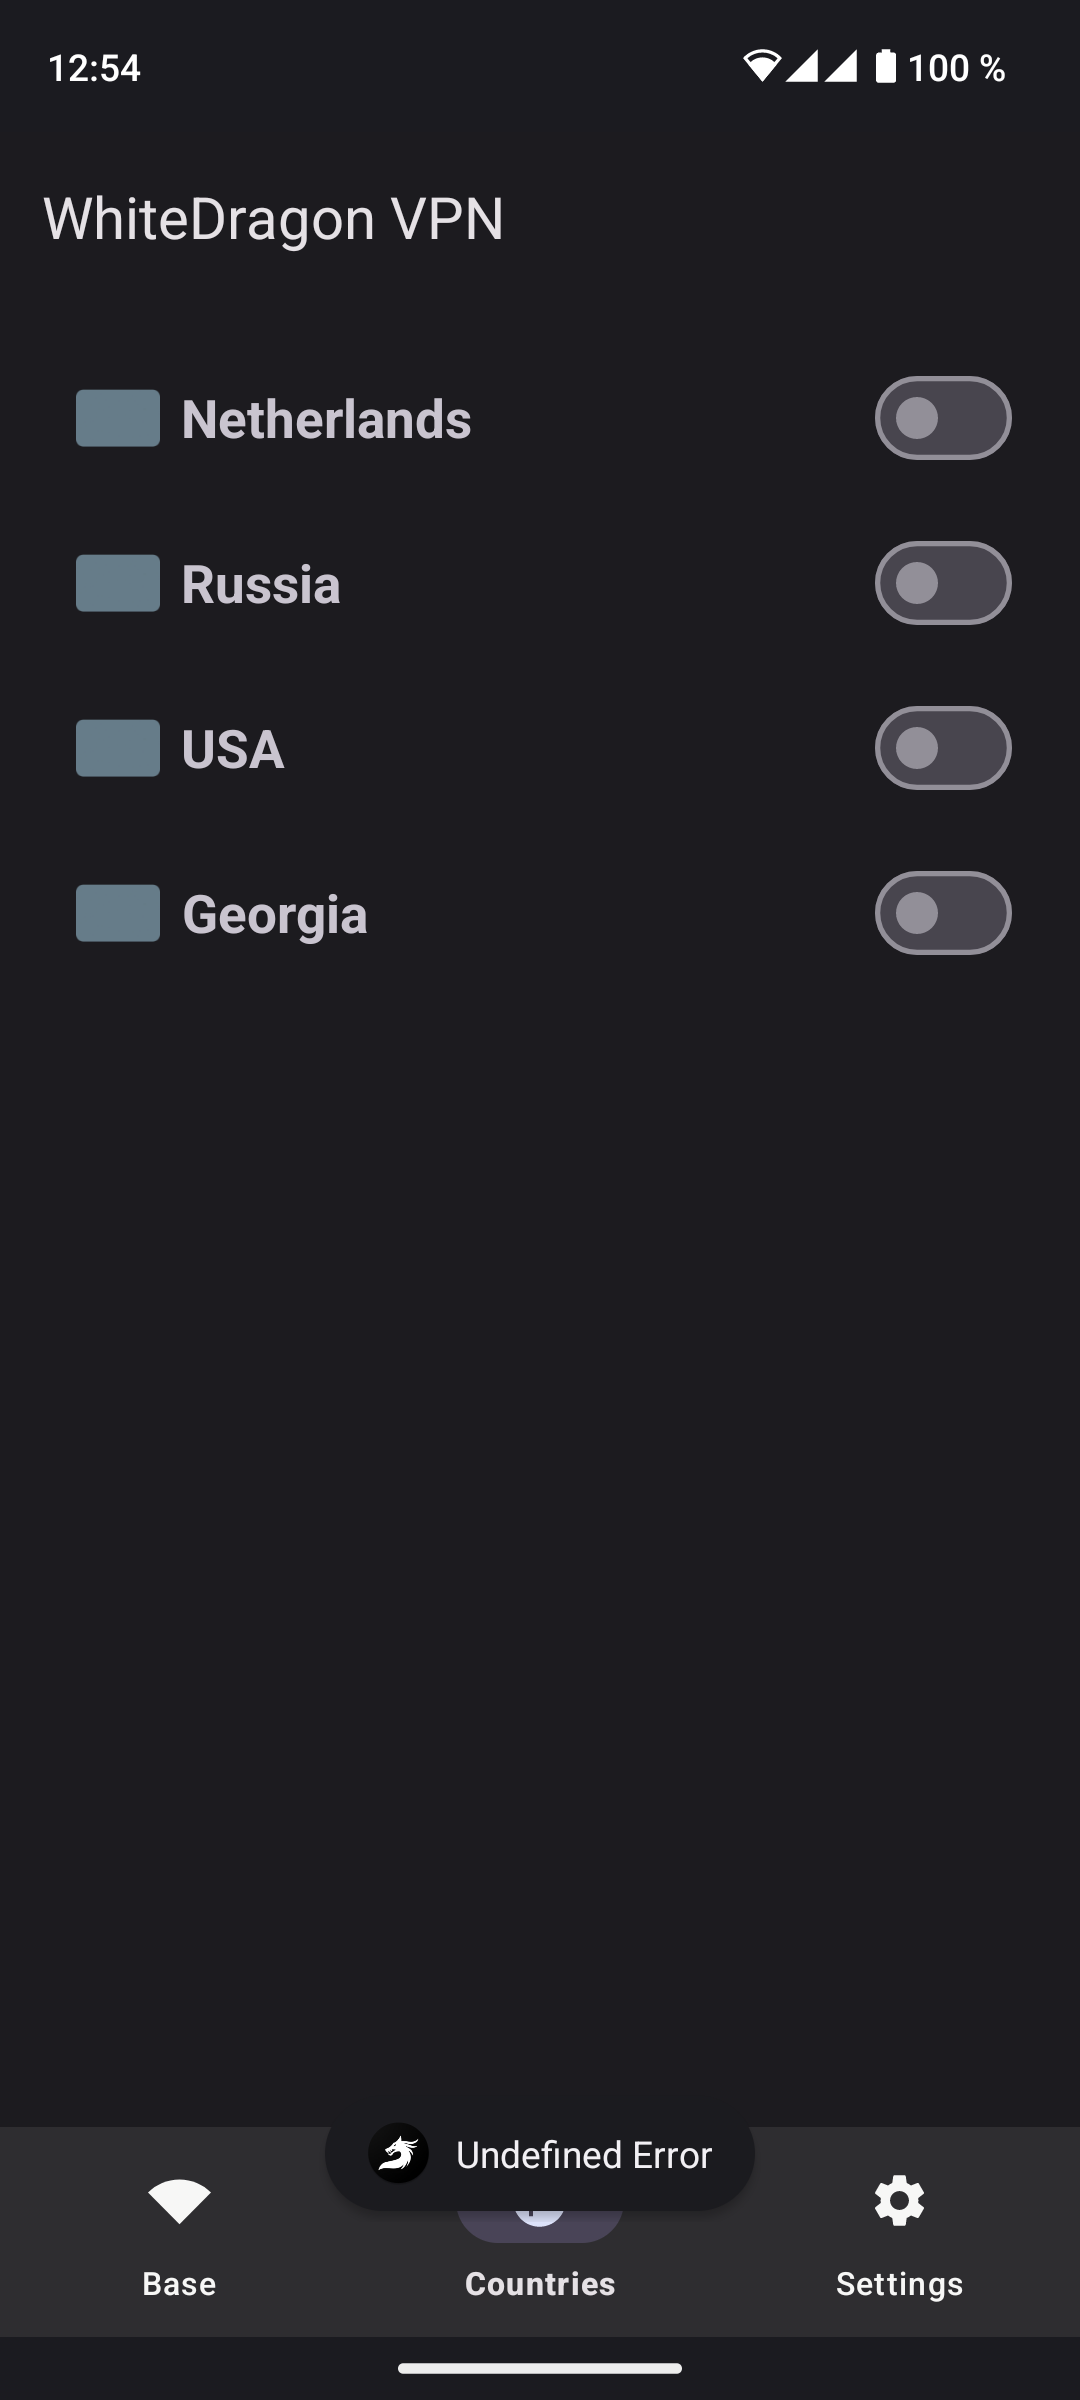 12:54
100 %
WhiteDragon VPN
Netherlands
Russia
USA
Georgia
Undefined Error
Base
Countries
Settings